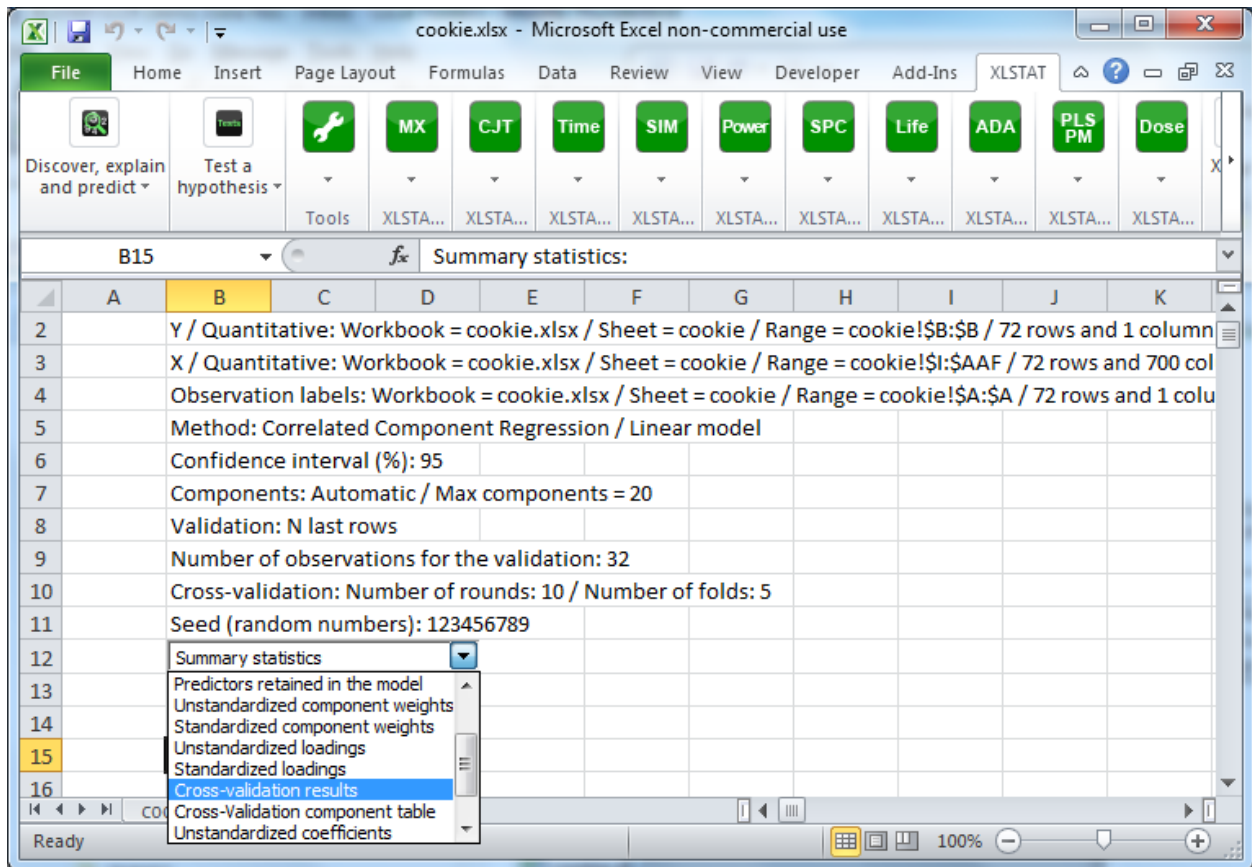 cookie.xlsx - Microsoft Excel non-commercial use
File Home Insert Page Layout Formulas Data Review View Developer Add-Ins XLSTAT
Tests MX CJT Time SIM Power SPC Life ADA PLS PM Dose
Discover, explain and predict Test a hypothesis X
Tools XLSTA... XLSTA... XLSTA... XLSTA... XLSTA... XLSTA... XLSTA... XLSTA... XLSTA... XLSTA...
B15 fx Summary statistics:
A B C D E F G H I J K
2 Y / Quantitative: Workbook = cookie.xlsx / Sheet = cookie / Range = cookie!$B:$B / 72 rows and 1 column
3 X / Quantitative: Workbook = cookie.xlsx / Sheet = cookie / Range = cookie!$I:$AAF / 72 rows and 700 col
4 Observation labels: Workbook = cookie.xlsx / Sheet = cookie / Range = cookie!$A:$A / 72 rows and 1 colu
5 Method: Correlated Component Regression / Linear model
6 Confidence interval (%): 95
7 Components: Automatic / Max components = 20
8 Validation: N last rows
9 Number of observations for the validation: 32
10 Cross-validation: Number of rounds: 10 / Number of folds: 5
11 Seed (random numbers): 123456789
12 Summary statistics
13 Predictors retained in the model
Unstandardized component weights
14 Standardized component weights
Unstandardized loadings
15 Standardized loadings
16 Cross-validation results
coo Cross-Validation component table
Ready Unstandardized coefficients 100%